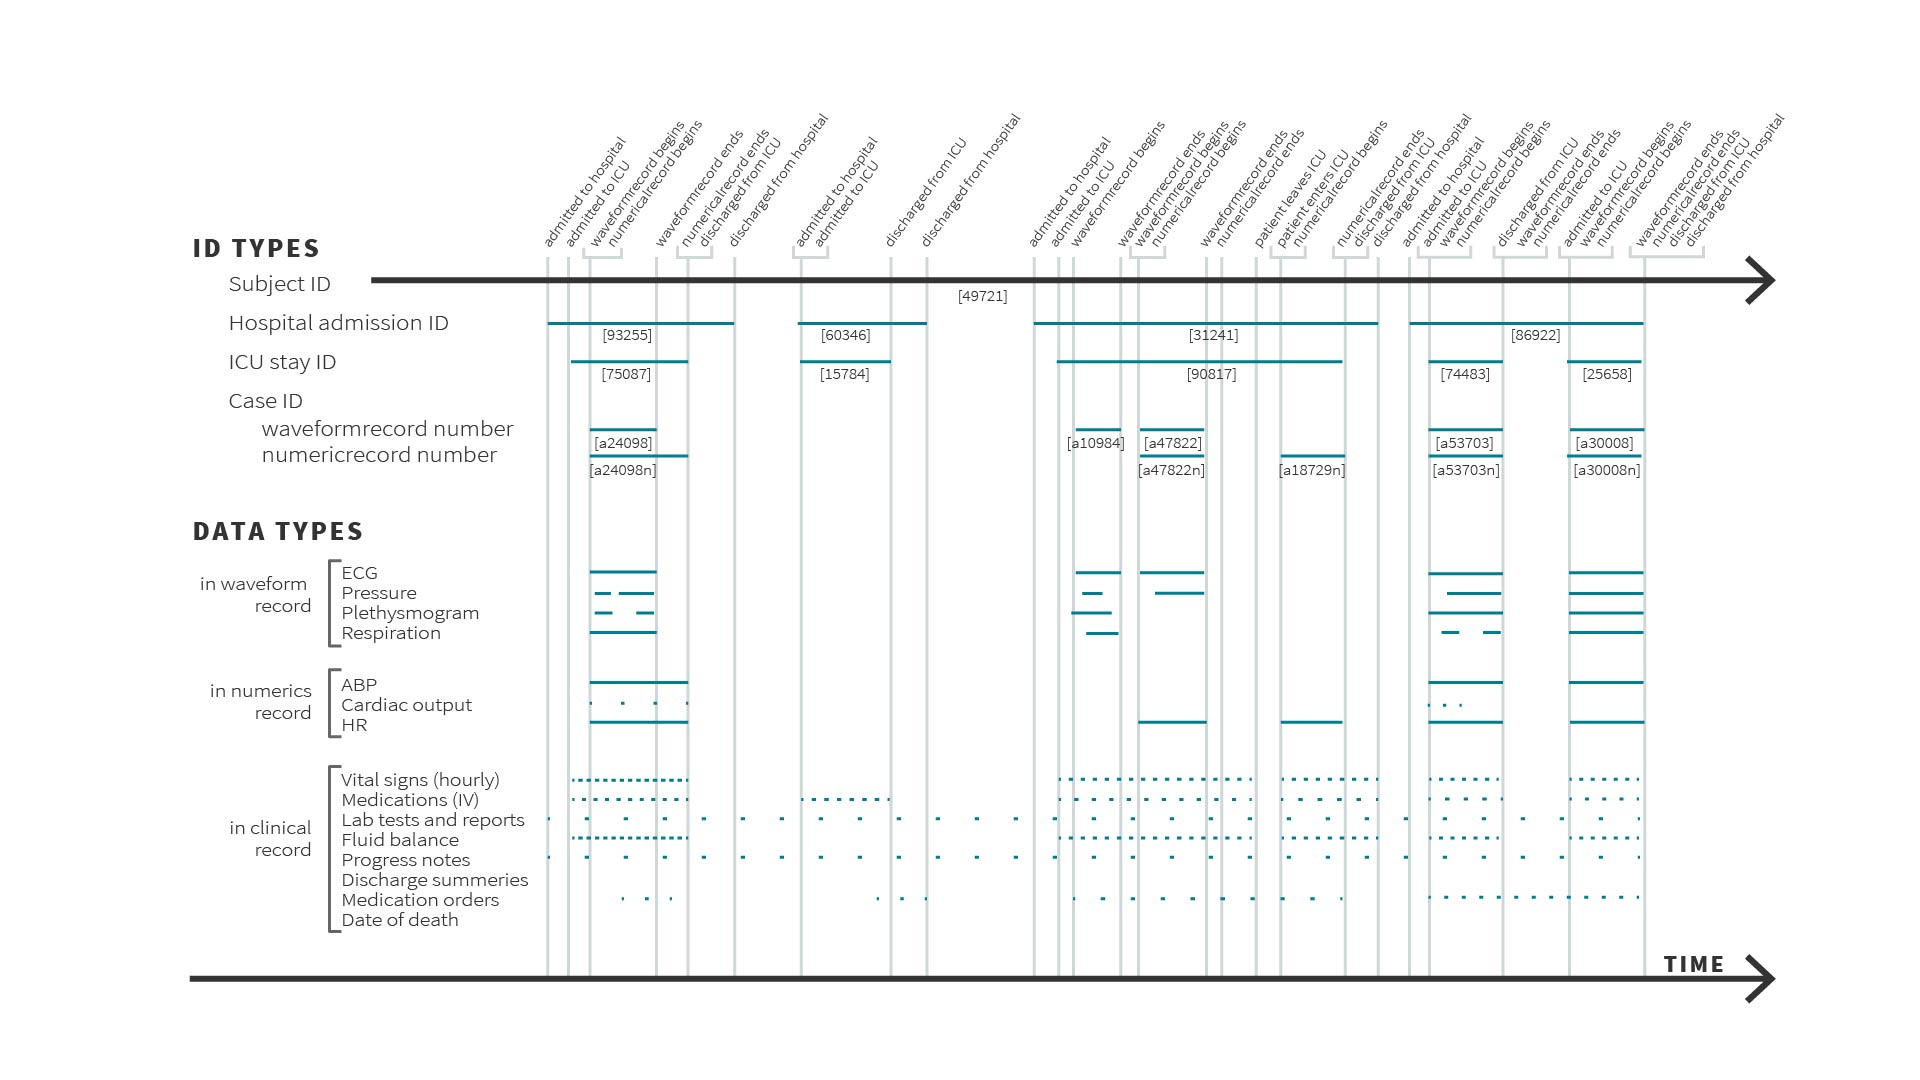 admitted to hospital
admitted to ICU
waveformrecord begins
numericalrecord begins
waveformrecord ends
numericalrecord ends
discharged from ICU
discharged from hospital
admitted to hospital
admitted to ICU
discharged from ICU
discharged from hospital
admitted to hospital
admitted to ICU
waveformrecord begins
waveformrecord ends
waveformrecord begins
numericalrecord begins
waveformrecord ends
numericalrecord ends
patient leaves ICU
patient enters ICU
numericalrecord begins
numericalrecord ends
discharged from ICU
discharged from hospital
admitted to hospital
admitted to ICU
waveformrecord begins
numericalrecord begins
discharged from ICU
waveformrecord ends
numericalrecord ends
admitted to ICU
waveformrecord begins
numericalrecord begins
waveformrecord ends
numericalrecord ends
discharged from ICU
discharged from hospital
ID TYPES
Subject ID
[49721]
Hospital admission ID
[93255] [60346] [31241] [86922]
ICU stay ID
[75087] [15784] [90817] [74483] [25658]
Case ID
waveformrecord number
[a24098] [a10984] [a47822] [a53703] [a30008]
numericrecord number
[a24098n] [a47822n] [a18729n] [a53703n] [a30008n]
DATA TYPES
in waveform
record
ECG
Pressure
Plethysmogram
Respiration
in numerics
record
ABP
Cardiac output
HR
in clinical
record
Vital signs (hourly)
Medications (IV)
Lab tests and reports
Fluid balance
Progress notes
Discharge summeries
Medication orders
Date of death
TIME